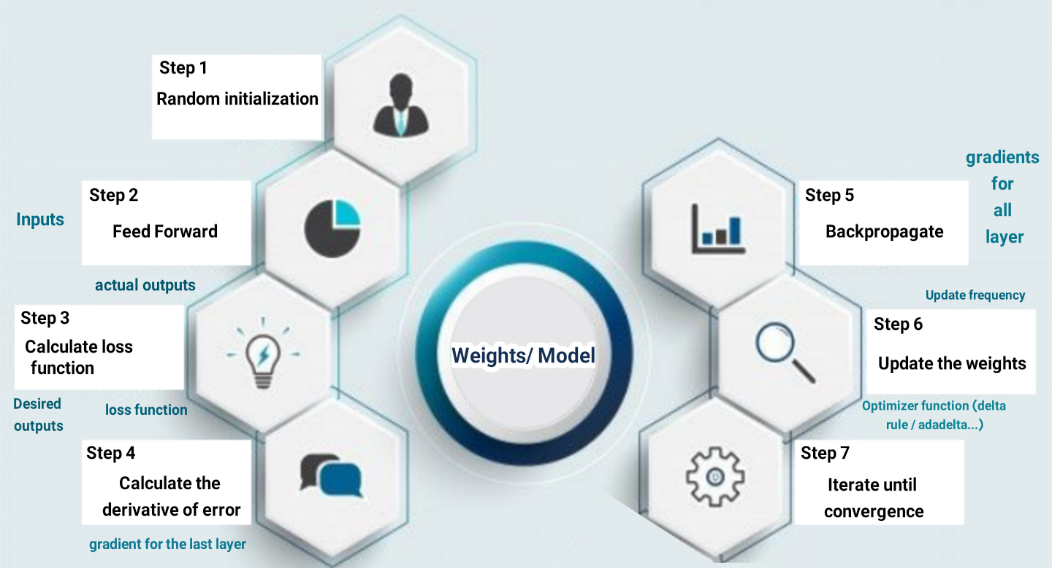 Step 1
Random initialization
Step 2
Inputs
Feed Forward
actual outputs
Step 3
Calculate loss
function
Desired
outputs
loss function
Step 4
Calculate the
derivative of error
gradient for the last layer
Weights/ Model
gradients
for
all
layer
Step 5
Backpropagate
Update frequency
Step 6
Update the weights
Optimizer function (delta
rule / adadelta...)
Step 7
Iterate until
convergence